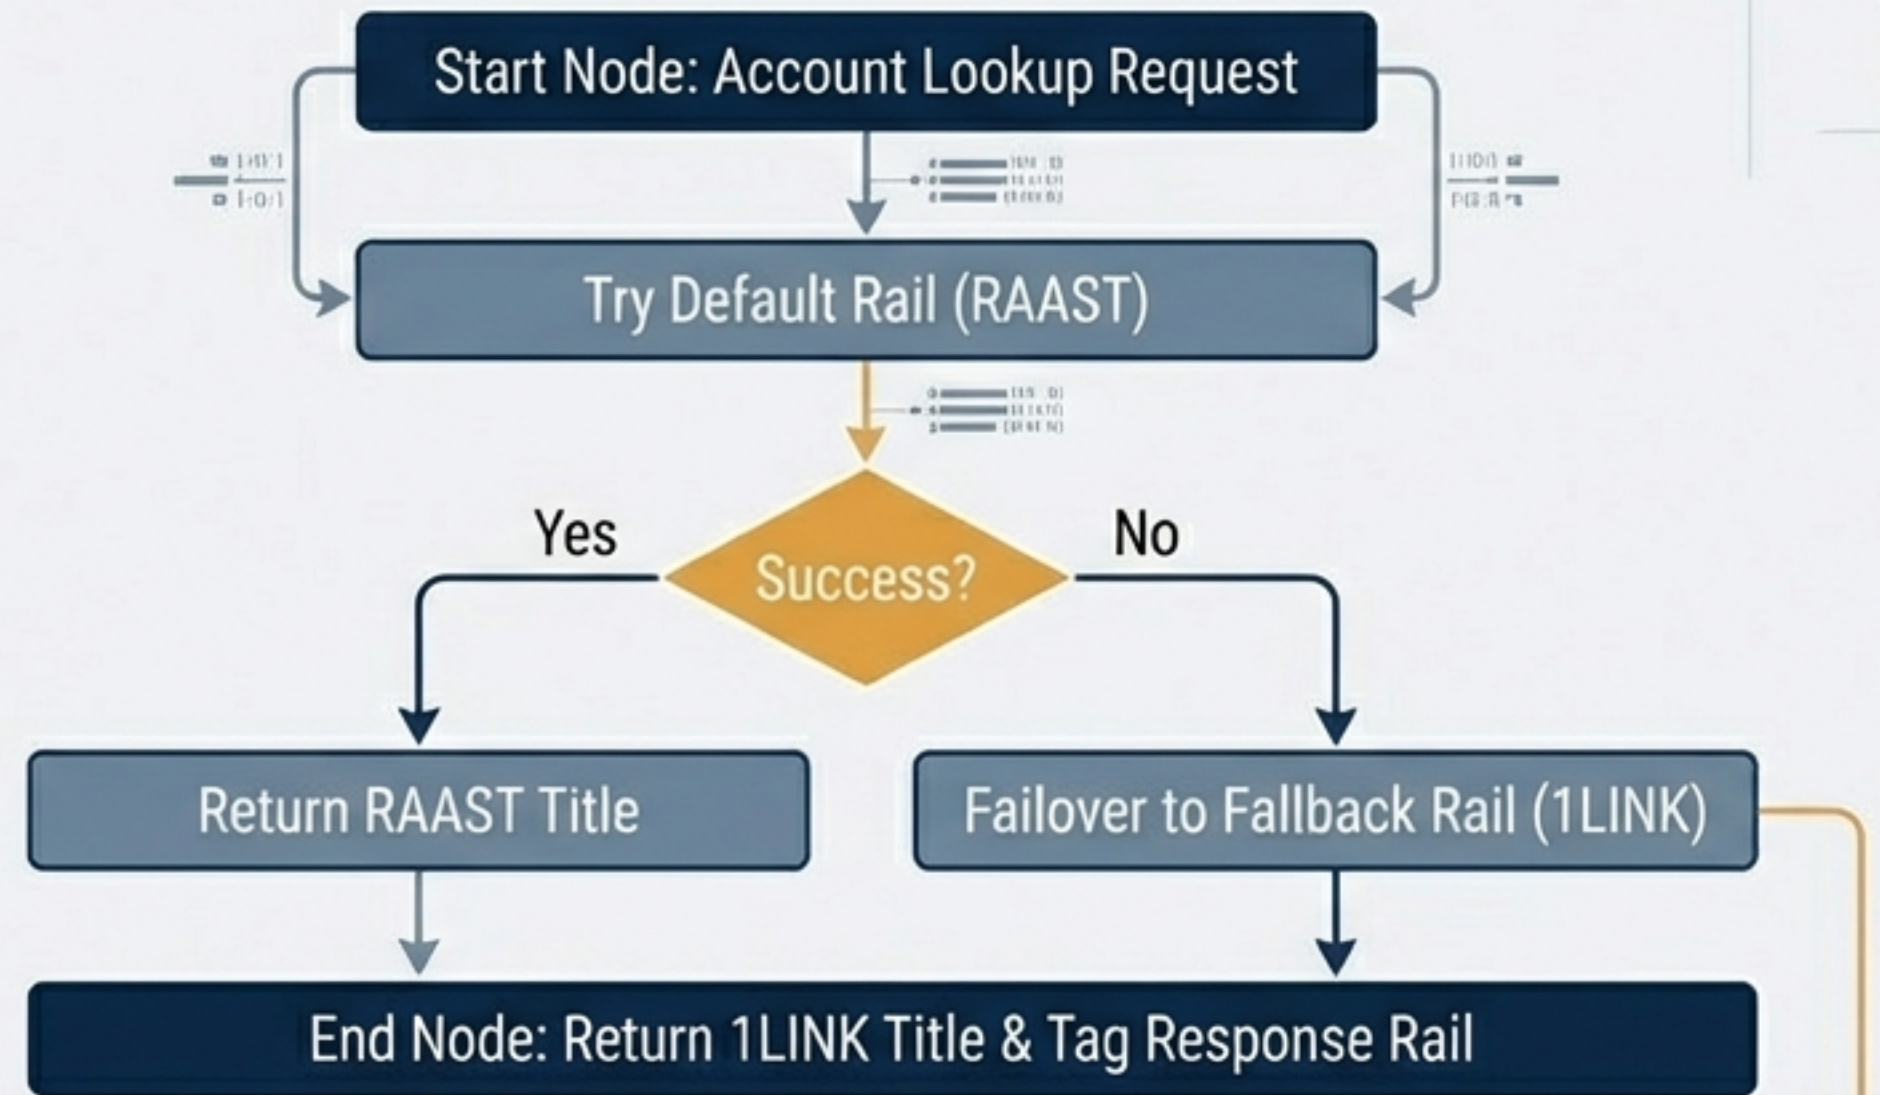 Start Node: Account Lookup Request
Try Default Rail (RAAST)
Yes
No
Success?
Return RAAST Title
Failover to Fallback Rail (1LINK)
End Node: Return 1LINK Title & Tag Response Rail